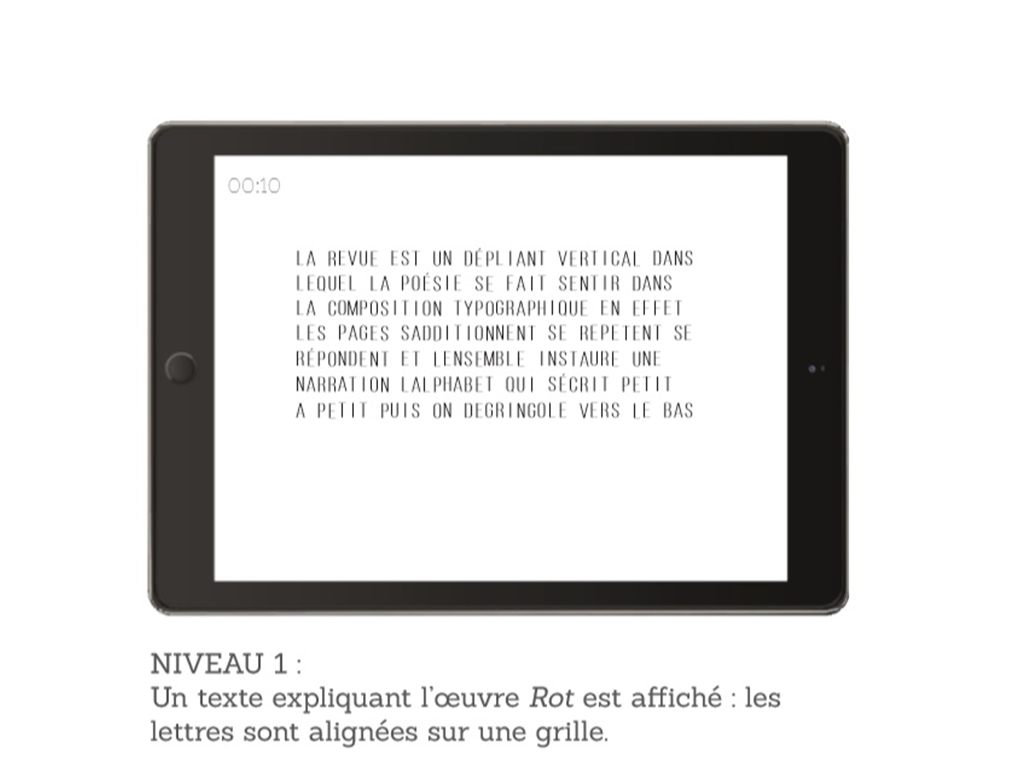 00:10
LA REVUE EST UN DÉPLIANT VERTICAL DANS
LEQUEL LA POÉSIE SE FAIT SENTIR DANS
LA COMPOSITION TYPOGRAPHIQUE EN EFFET
LES PAGES SADDITIONNENT SE REPETENT SE
RÉPONDENT ET LENSEMBLE INSTAURE UNE
NARRATION LALPHABET QUI SÉCRIT PETIT
A PETIT PUIS ON DEGRINGOLE VERS LE BAS
NIVEAU 1 :
Un texte expliquant l'œuvre Rot est affiché : les
lettres sont alignées sur une grille.